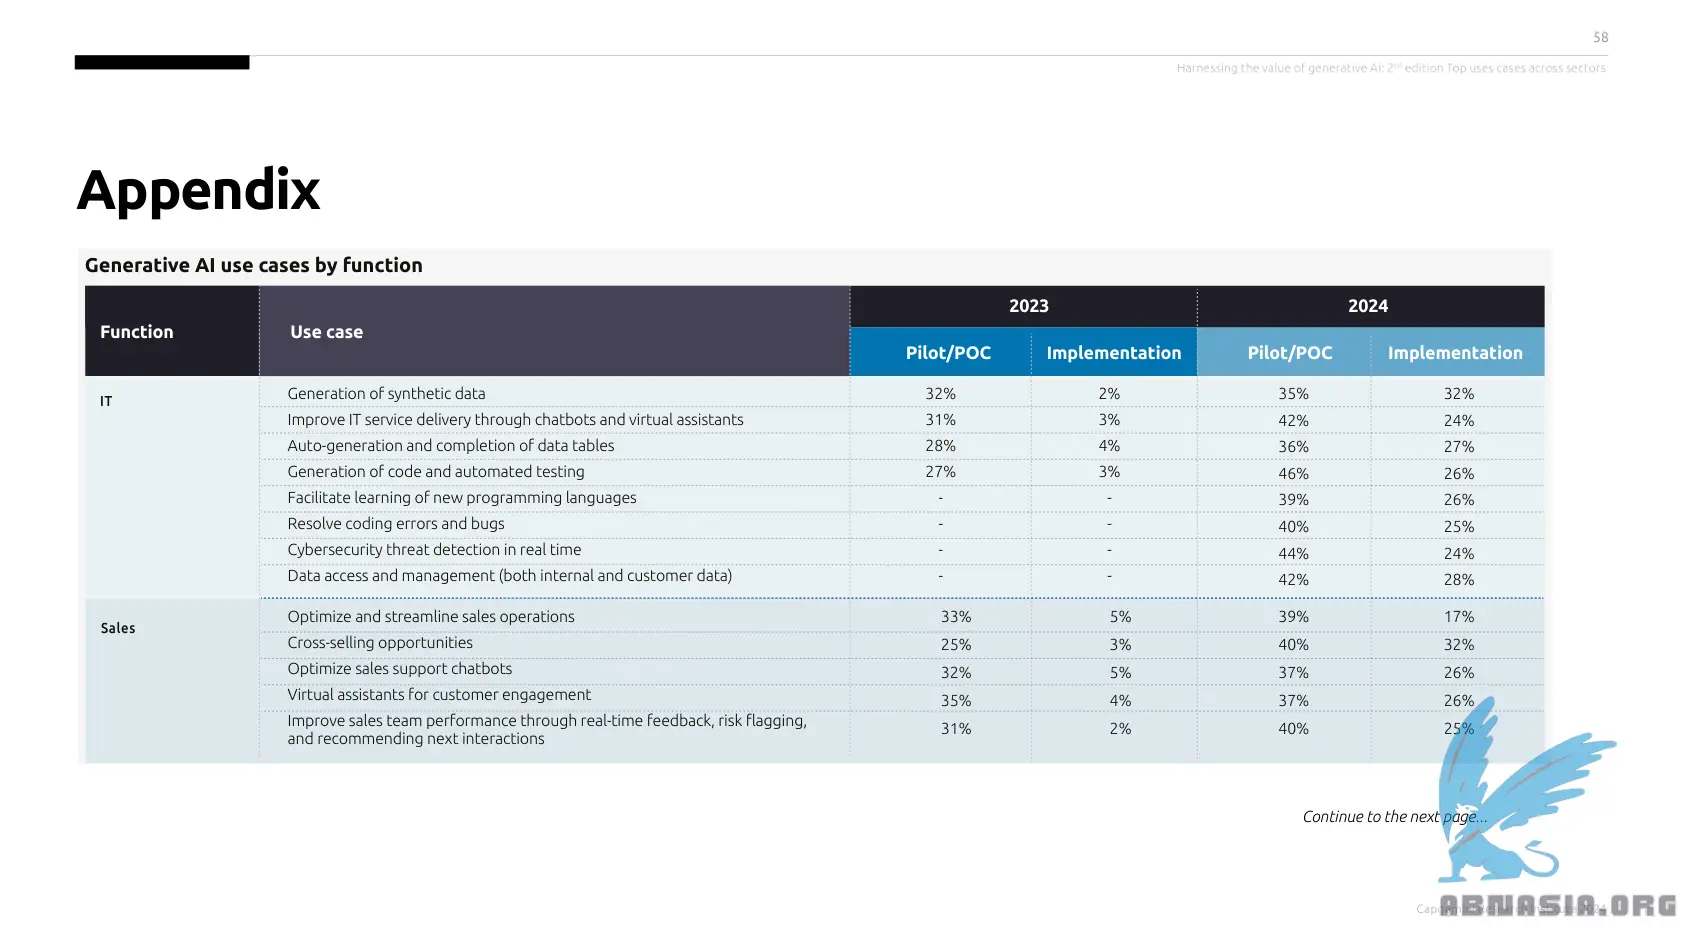 58
Harnessing the value of generative AI: 2nd edition Top uses cases across sectors
Appendix
Generative AI use cases by function
Function Use case 2023 2024
Pilot/POC Implementation Pilot/POC Implementation
IT
Generation of synthetic data 32% 2% 35% 32%
Improve IT service delivery through chatbots and virtual assistants 31% 3% 42% 24%
Auto-generation and completion of data tables 28% 4% 36% 27%
Generation of code and automated testing 27% 3% 46% 26%
Facilitate learning of new programming languages - - 39% 26%
Resolve coding errors and bugs - - 40% 25%
Cybersecurity threat detection in real time - - 44% 24%
Data access and management (both internal and customer data) - - 42% 28%
Sales
Optimize and streamline sales operations 33% 5% 39% 17%
Cross-selling opportunities 25% 3% 40% 32%
Optimize sales support chatbots 32% 5% 37% 26%
Virtual assistants for customer engagement 35% 4% 37% 26%
Improve sales team performance through real-time feedback, risk flagging,
and recommending next interactions 31% 2% 40% 25%
Continue to the next page...
ABMASIA.ORG